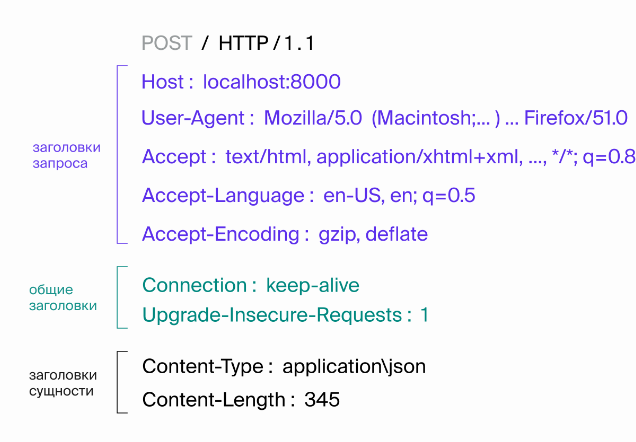 POST / HTTP/1.1
Host: localhost:8000
User-Agent: Mozilla/5.0 (Macintosh;...) ... Firefox/51.0
заголовки
запроса
Accept: text/html, application/xhtml+xml, ..., */*; q=0.8
Accept-Language: en-US, en; q=0.5
Accept-Encoding: gzip, deflate
общие
заголовки
Connection: keep-alive
Upgrade-Insecure-Requests: 1
заголовки
сущности
Content-Type: application\json
Content-Length: 345